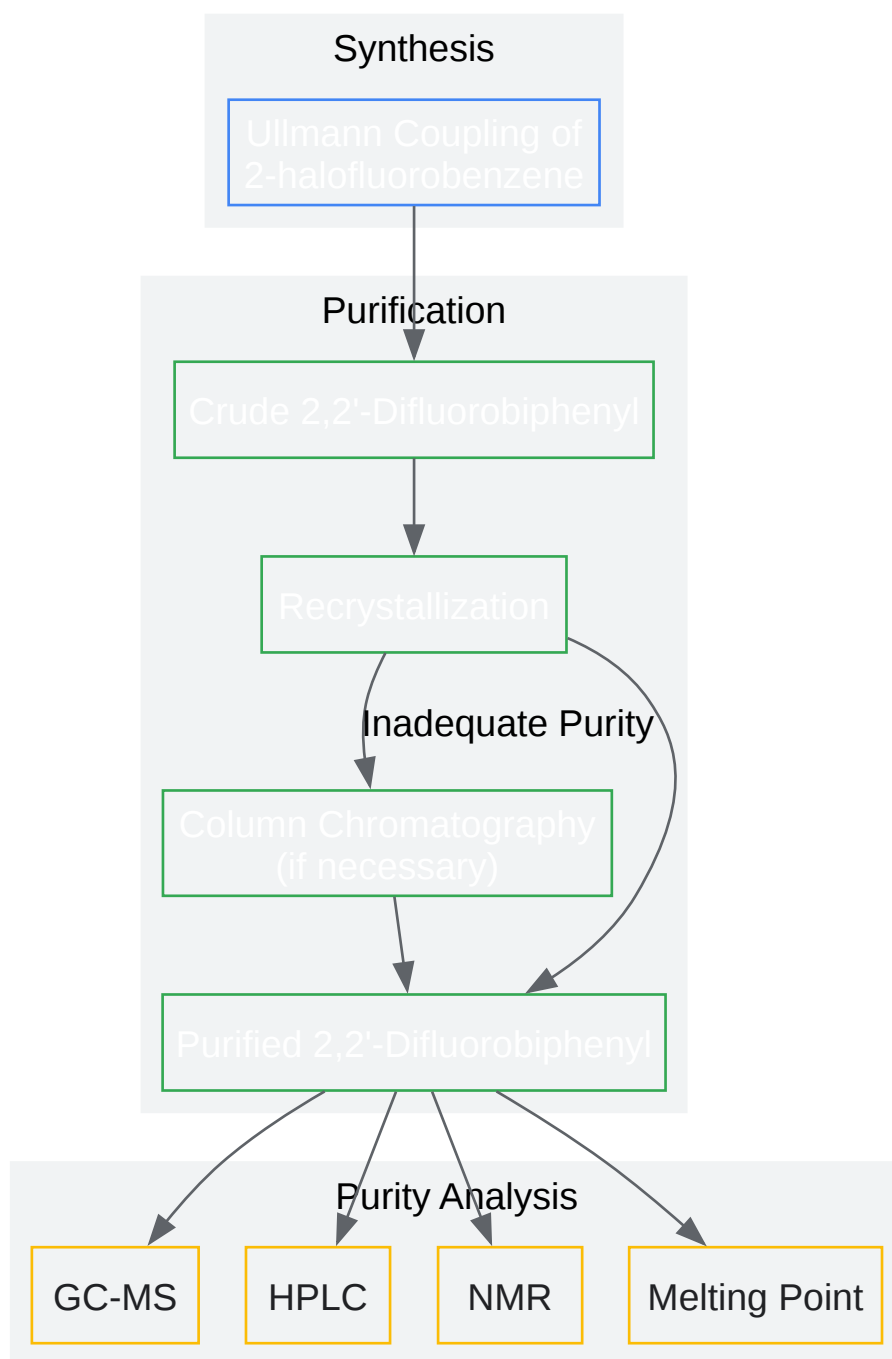 Synthesis
Ullmann Coupling of
2-halofluorobenzene
Purification
Crude 2,2'-Difluorobiphenyl
Recrystallization
Inadequate Purity
Column Chromatography
(if necessary)
Purified 2,2'-Difluorobiphenyl
Purity Analysis
GC-MS
HPLC
NMR
Melting Point